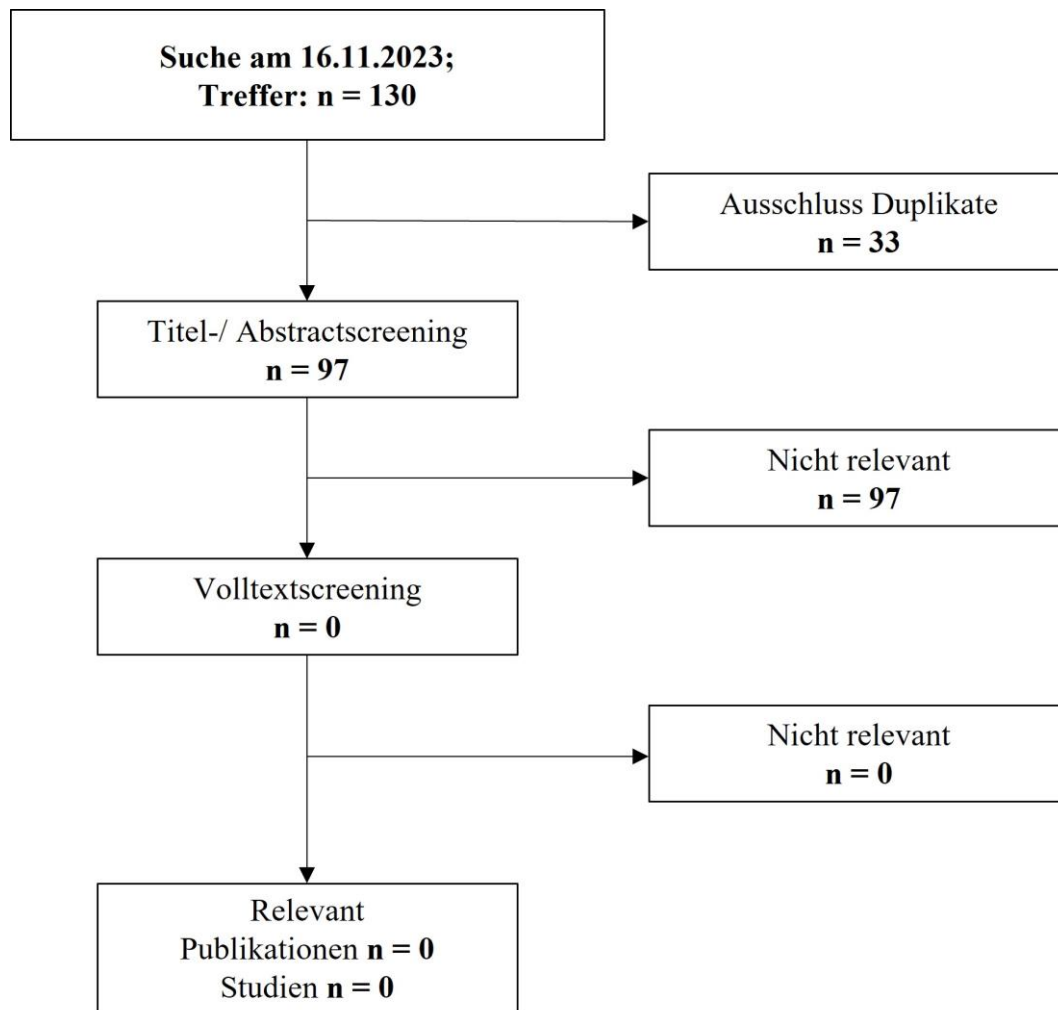 Suche am 16.11.2023;
Treffer: n = 130
Ausschluss Duplikate
n = 33
Titel-/ Abstractscreening
n = 97
Nicht relevant
n = 97
Volltextscreening
n = 0
Nicht relevant
n = 0
Relevant
Publikationen n = 0
Studien n = 0